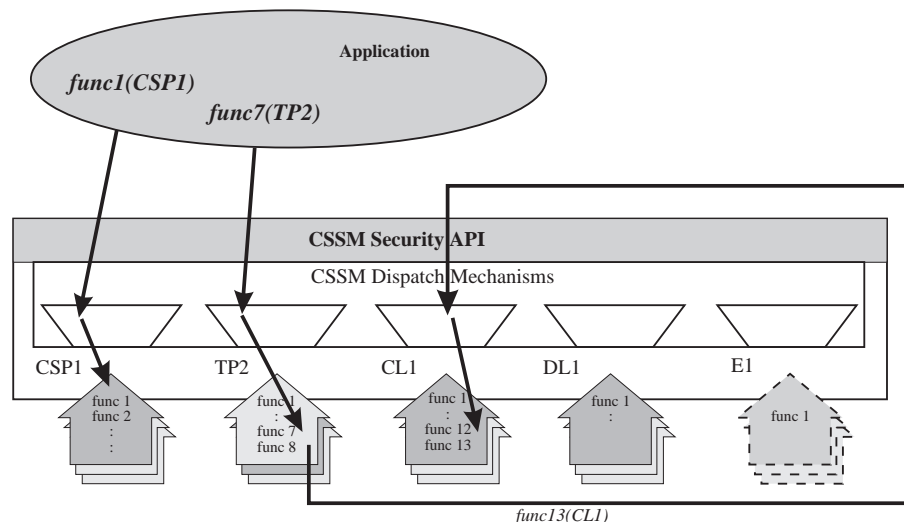 Application
func1(CSP1)
func7(TP2)
CSSM Security API
CSSM Dispatch Mechanisms
CSP1
TP2
CL1
DL1
E1
func 1
func 2
:
:
func 1
:
func 7
func 8
func 1
:
func 12
func 13
func 1
:
func 1
func13(CL1)